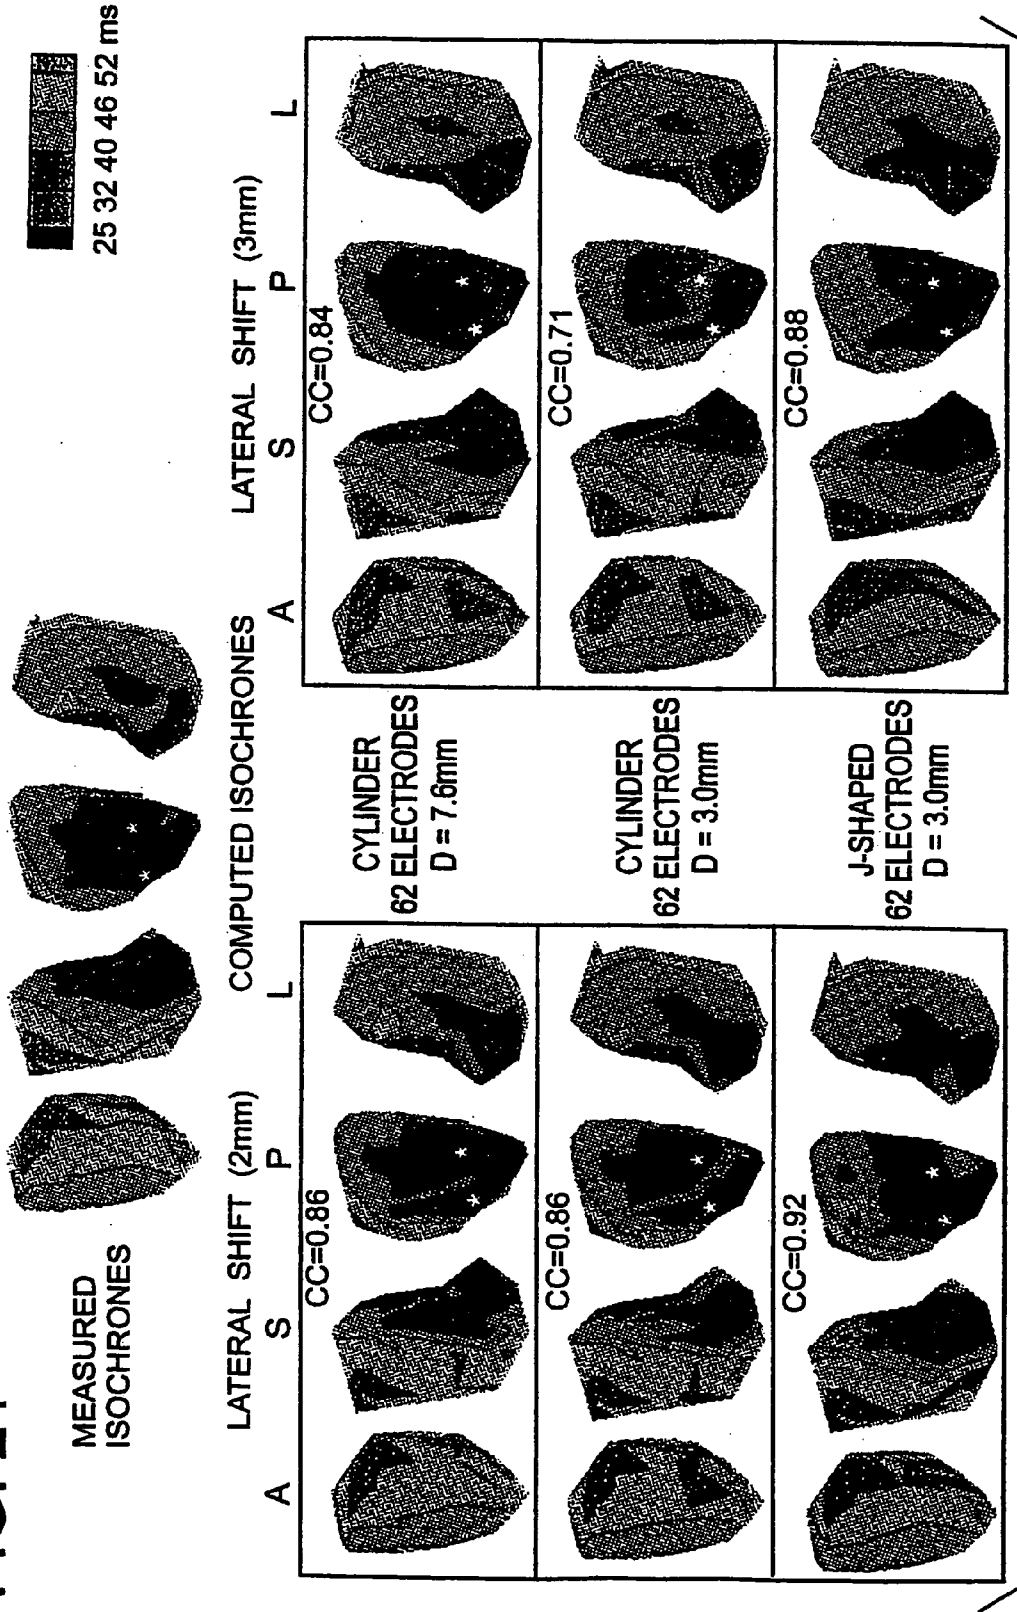 MEASURED
ISOCHRONES
25 32 40 46 52 ms
COMPUTED ISOCHRONES
LATERAL SHIFT (2mm)
LATERAL SHIFT (3mm)
A S P L
A S P L
CC=0.86
CYLINDER
62 ELECTRODES
D = 7.6mm
CC=0.84
CC=0.86
CYLINDER
62 ELECTRODES
D = 3.0mm
CC=0.71
CC=0.92
J-SHAPED
62 ELECTRODES
D = 3.0mm
CC=0.88